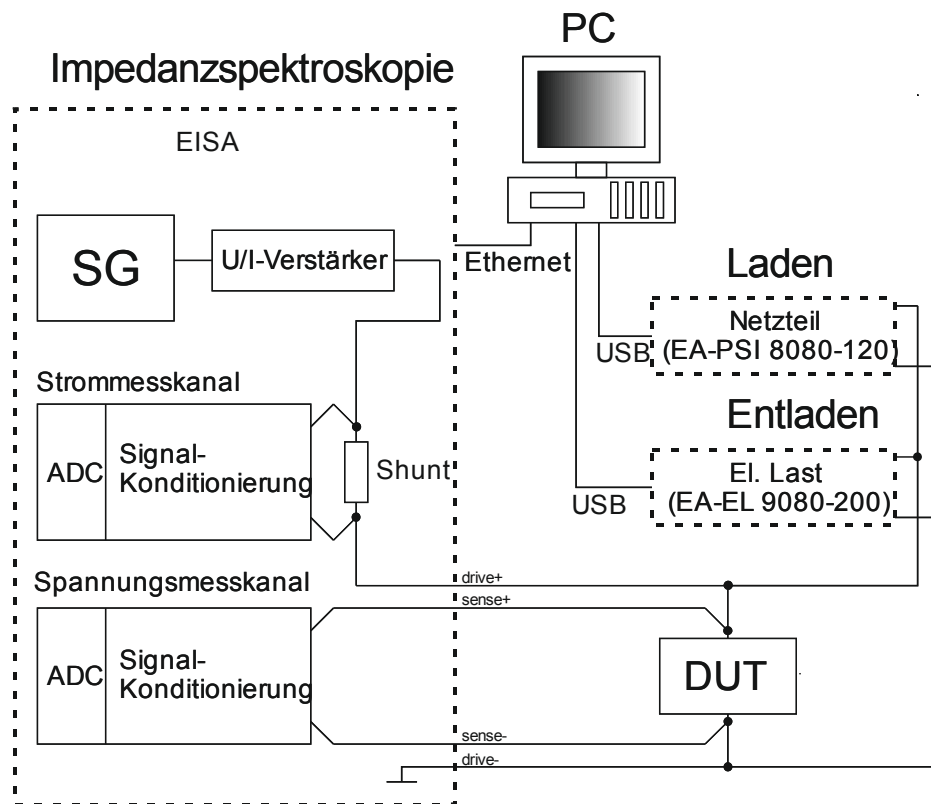 PC
Impedanzspektroskopie
EISA
SG
U/I-Verstärker
Ethernet
Laden
Netzteil
(EA-PSI 8080-120)
USB
Strommesskanal
ADC
Signal-
Konditionierung
Shunt
Entladen
El. Last
(EA-EL 9080-200)
USB
Spannungsmesskanal
drive+
sense+
ADC
Signal-
Konditionierung
DUT
sense-
drive-